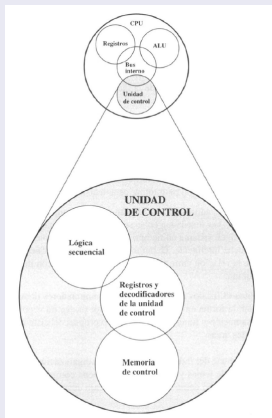 CPU
Registros
ALU
Bus
interno
Unidad
de control
UNIDAD
DE CONTROL
Lógica
secuencial
Registros y
decodificadores
de la unidad
de control
Memoria
de control